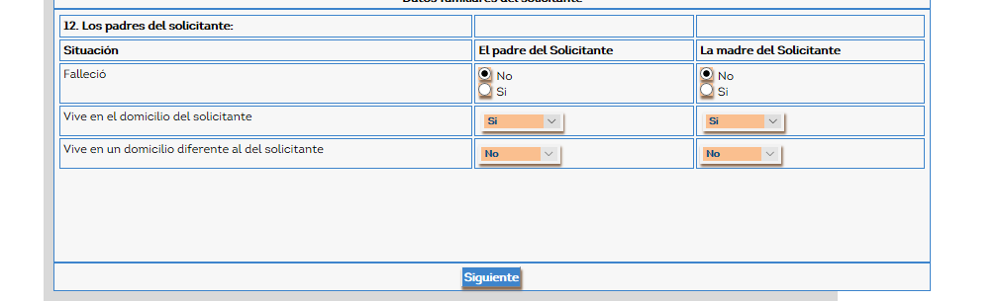 Datos familiares del solicitante
12. Los padres del solicitante:
Situación El padre del Solicitante La madre del Solicitante
Falleció No No
Si Si
Vive en el domicilio del solicitante Si Si
Vive en un domicilio diferente al del solicitante No No
Siguiente